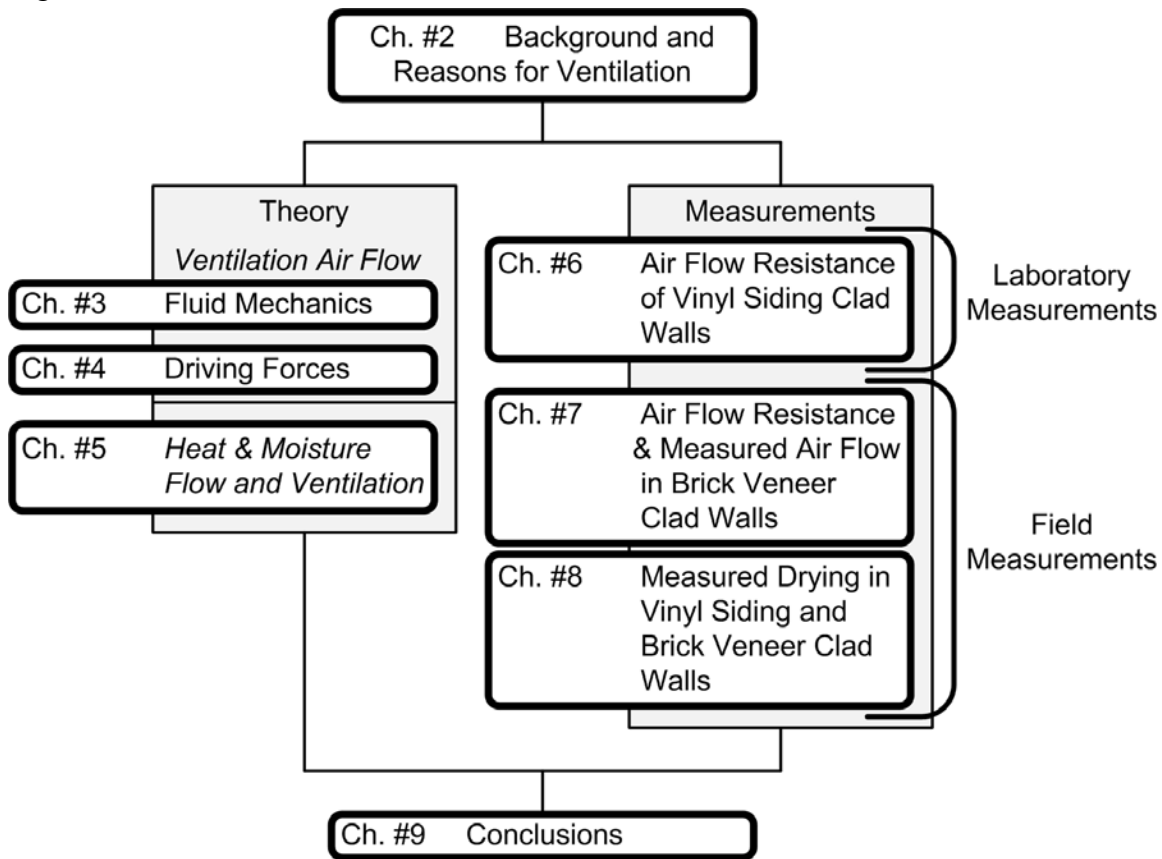 Ch. #2 Background and
Reasons for Ventilation
Theory
Ventilation Air Flow
Ch. #3 Fluid Mechanics
Ch. #4 Driving Forces
Ch. #5 Heat & Moisture
Flow and Ventilation
Measurements
Ch. #6 Air Flow Resistance
of Vinyl Siding Clad
Walls
Laboratory
Measurements
Ch. #7 Air Flow Resistance
& Measured Air Flow
in Brick Veneer
Clad Walls
Ch. #8 Measured Drying in
Vinyl Siding and
Brick Veneer Clad
Walls
Field
Measurements
Ch. #9 Conclusions